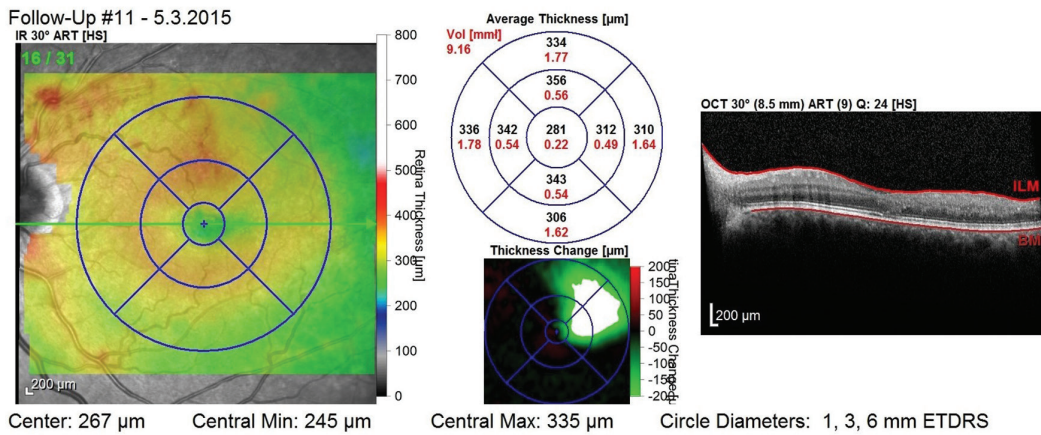 Follow-Up #11 - 5.3.2015
IR 30° ART [HS]
16 / 31
800
700
600
500
400
300
200
100
0
Retina Thickness [µm]
200 µm
Average Thickness [µm]
Vol [mml]
9.16
334
1.77
356
0.56
336
1.78
342
0.54
281
0.22
312
0.49
310
1.64
343
0.54
306
1.62
Thickness Change [µm]
200
150
100
50
0
-50
-100
-150
-200
tinaThickness Changed
OCT 30° (8.5 mm) ART (9) Q: 24 [HS]
ILM
BM
200 µm
Center: 267 µm
Central Min: 245 µm
Central Max: 335 µm
Circle Diameters: 1, 3, 6 mm ETDRS